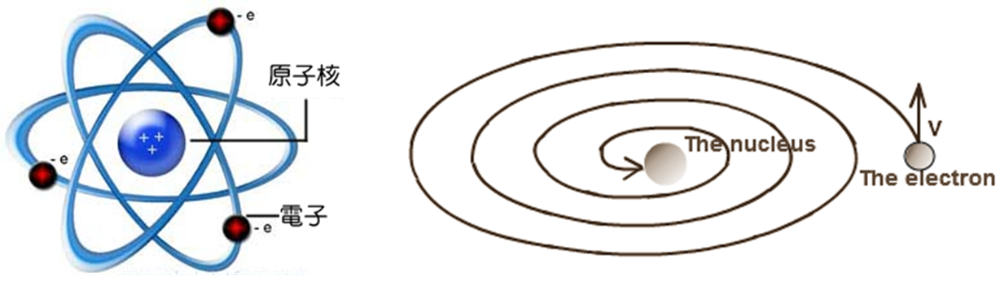 - e
原子核
+ +
+
- e
電子
- e
The nucleus
V
The electron